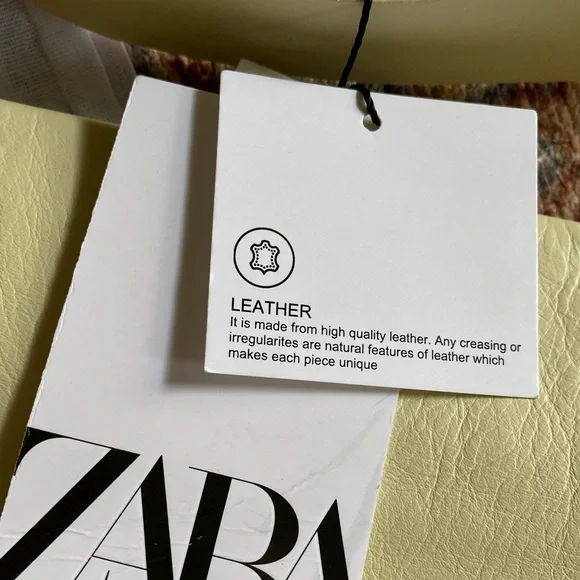 LEATHER
It is made from high quality leather. Any creasing or
irregularites are natural features of leather which
makes each piece unique
ZARA